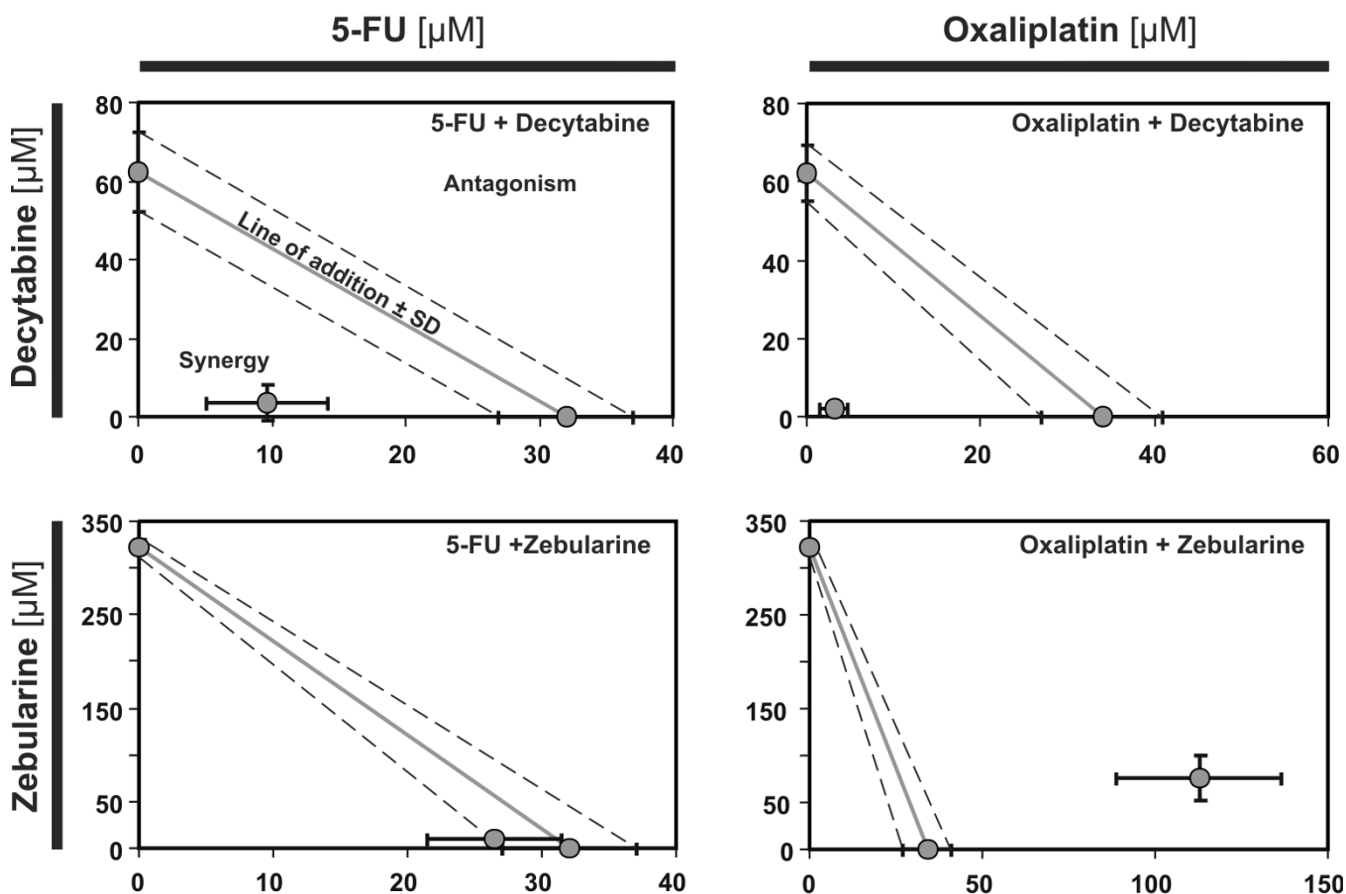 5-FU [µM]
Oxaliplatin [µM]
Decytabine [µM]
80
60
40
20
0
5-FU + Decytabine
Antagonism
Line of addition ± SD
Synergy
0 10 20 30 40
80
60
40
20
0
Oxaliplatin + Decytabine
0 20 40 60
Zebularine [µM]
350
250
150
50
0
5-FU +Zebularine
0 10 20 30 40
350
250
150
50
0
Oxaliplatin + Zebularine
0 50 100 150